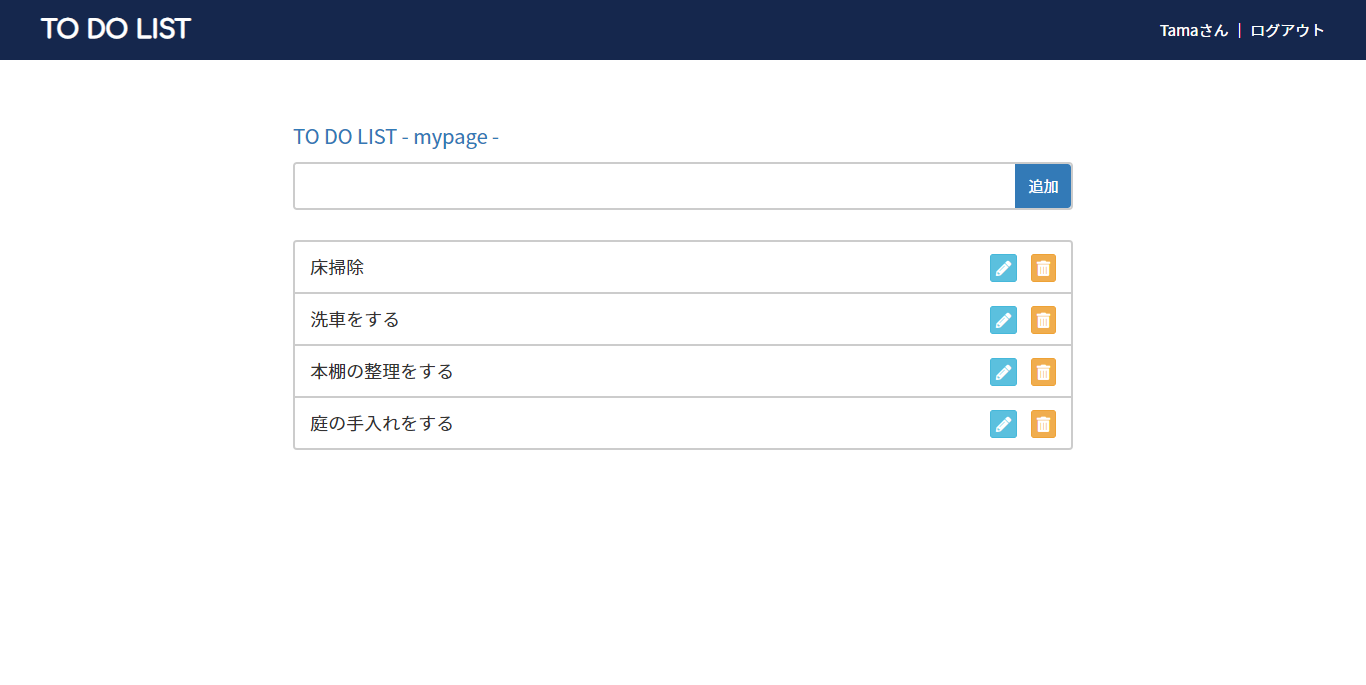 TO DO LIST
Tamaさん | ログアウト
TO DO LIST - mypage -
追加
床掃除
洗車をする
本棚の整理をする
庭の手入れをする